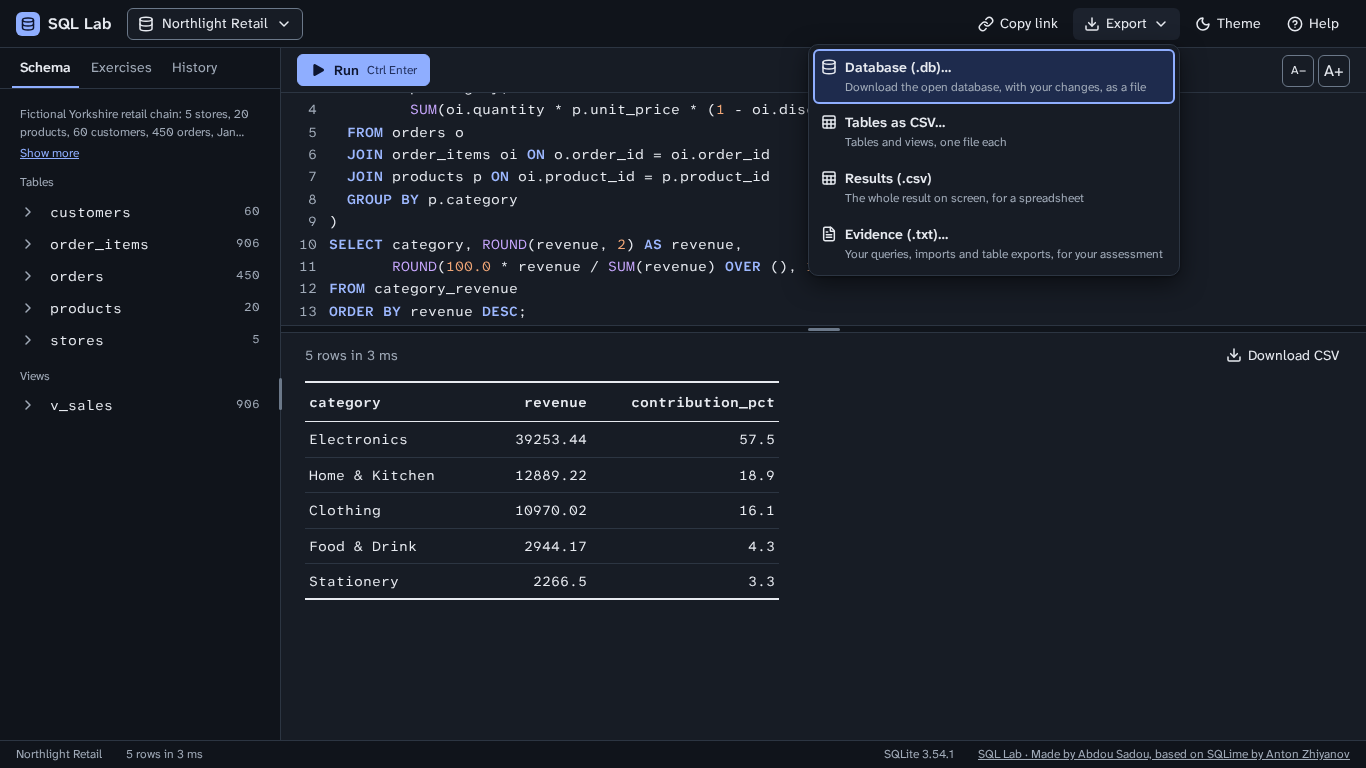 SQL Lab
Northlight Retail
Copy link
Export
Theme
Help
Schema
Exercises
History
Run Ctrl Enter
A−
A+
Database (.db)…
Download the open database, with your changes, as a file
Tables as CSV…
Tables and views, one file each
Results (.csv)
The whole result on screen, for a spreadsheet
Evidence (.txt)…
Your queries, imports and table exports, for your assessment
Fictional Yorkshire retail chain: 5 stores, 20
products, 60 customers, 450 orders, Jan…
Show more
Tables
customers 60
order_items 906
orders 450
products 20
stores 5
Views
v_sales 906
4 SUM(oi.quantity * p.unit_price * (1 - oi.
5 FROM orders o
6 JOIN order_items oi ON o.order_id = oi.order_id
7 JOIN products p ON oi.product_id = p.product_id
8 GROUP BY p.category
9 )
10 SELECT category, ROUND(revenue, 2) AS revenue,
11 ROUND(100.0 * revenue / SUM(revenue) OVER (),
12 FROM category_revenue
13 ORDER BY revenue DESC;
5 rows in 3 ms
Download CSV
category revenue contribution_pct
Electronics 39253.44 57.5
Home & Kitchen 12889.22 18.9
Clothing 10970.02 16.1
Food & Drink 2944.17 4.3
Stationery 2266.5 3.3
Northlight Retail
5 rows in 3 ms
SQLite 3.54.1
SQL Lab · Made by Abdou Sadou, based on SQLime by Anton Zhiyanov